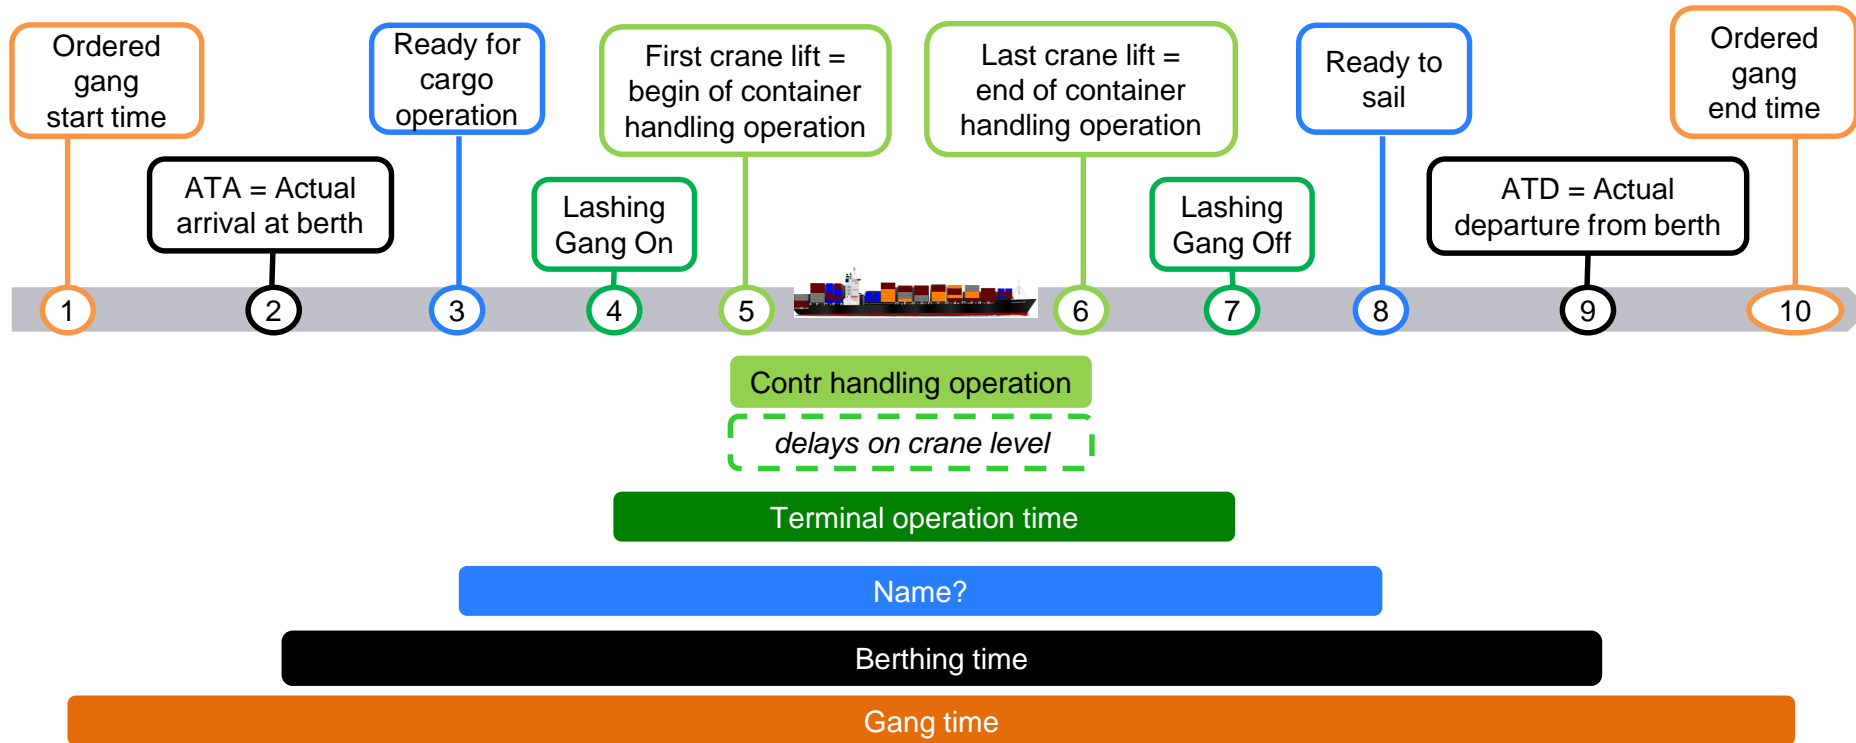 Ordered
gang
start time
ATA = Actual
arrival at berth
Ready for
cargo
operation
Lashing
Gang On
First crane lift =
begin of container
handling operation
Last crane lift =
end of container
handling operation
Lashing
Gang Off
Ready to
sail
ATD = Actual
departure from berth
Ordered
gang
end time
1
2
3
4
5
6
7
8
9
10
Contr handling operation
delays on crane level
Terminal operation time
Name?
Berthing time
Gang time